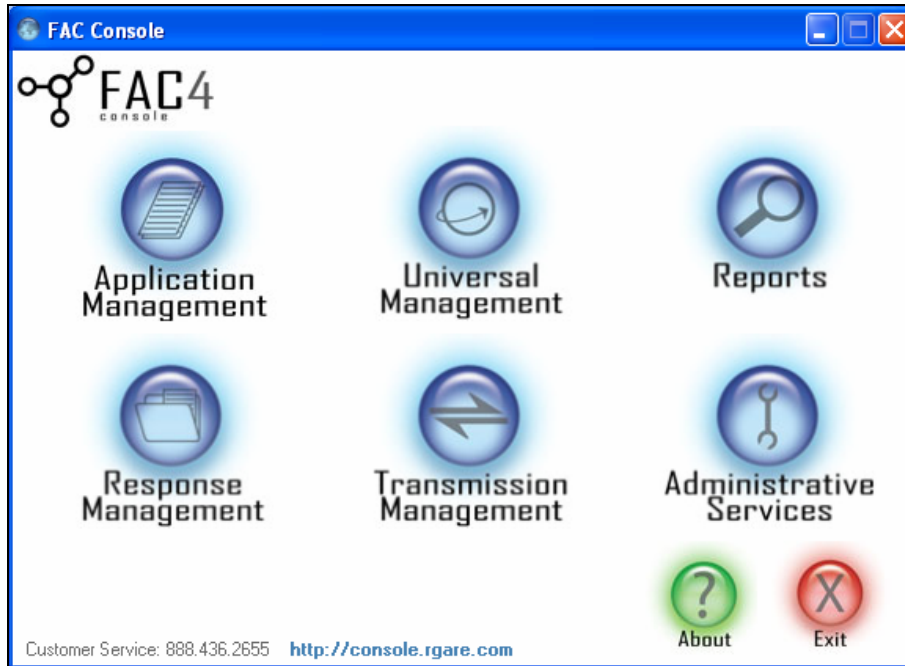 FAC Console
FAC4
console
Application
Management
Universal
Management
Reports
Response
Management
Transmission
Management
Administrative
Services
?
About
X
Exit
Customer Service: 888.436.2655 http://console.rgare.com